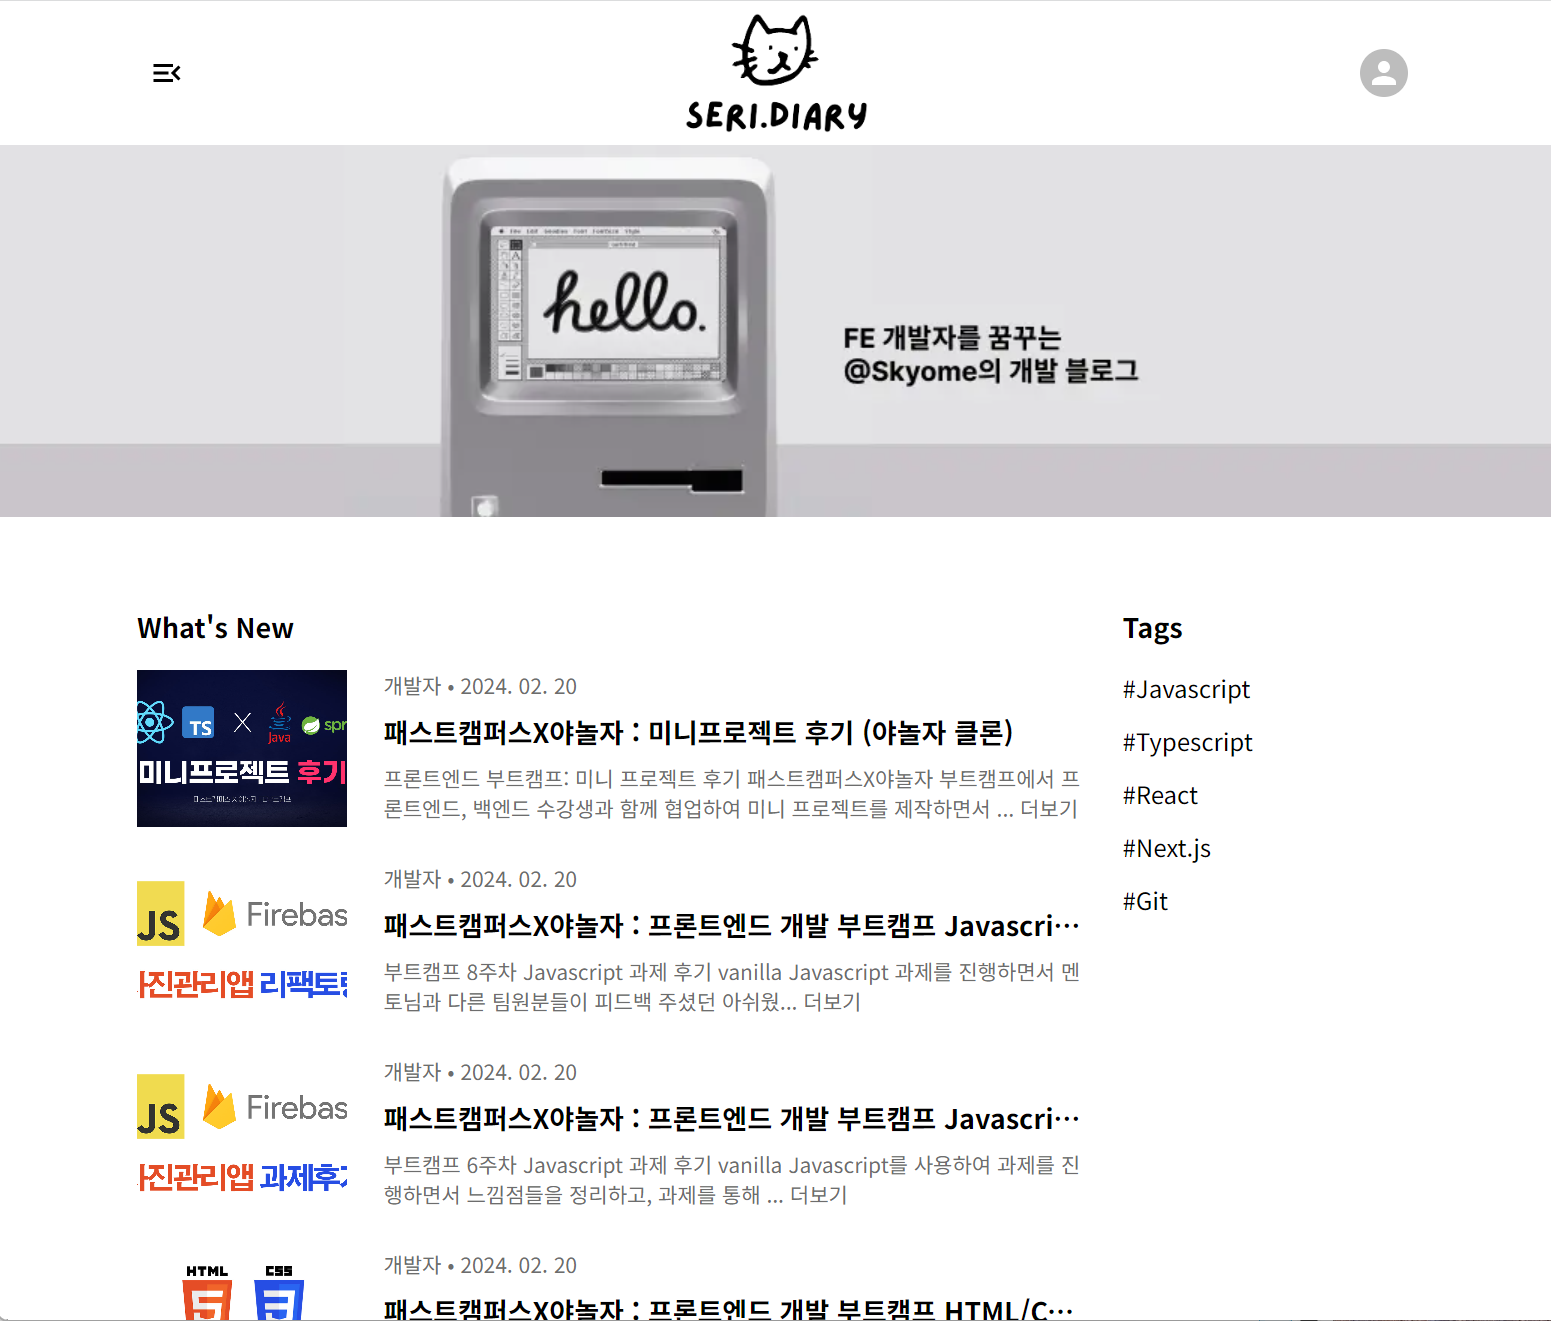 SERI.DIARY
hello.
FE 개발자를 꿈꾸는
@Skyome의 개발 블로그
What's New
Tags
TS
X
Java
spr
미니프로젝트 후기
개발자 • 2024. 02. 20
패스트캠퍼스X야놀자 : 미니프로젝트 후기 (야놀자 클론)
프론트엔드 부트캠프: 미니 프로젝트 후기 패스트캠퍼스X야놀자 부트캠프에서 프
론트엔드, 백엔드 수강생과 함께 협업하여 미니 프로젝트를 제작하면서 ... 더보기
JS
Firebas
진관리앱 리팩토링
개발자 • 2024. 02. 20
패스트캠퍼스X야놀자 : 프론트엔드 개발 부트캠프 Javascri…
부트캠프 8주차 Javascript 과제 후기 vanilla Javascript 과제를 진행하면서 멘
토님과 다른 팀원분들이 피드백 주셨던 아쉬웠... 더보기
JS
Firebas
진관리앱 과제후기
개발자 • 2024. 02. 20
패스트캠퍼스X야놀자 : 프론트엔드 개발 부트캠프 Javascri…
부트캠프 6주차 Javascript 과제 후기 vanilla Javascript를 사용하여 과제를 진
행하면서 느낌점들을 정리하고, 과제를 통해 ... 더보기
HTML
CSS
개발자 • 2024. 02. 20
패스트캠퍼스X야놀자 : 프론트엔드 개발 부트캠프 HTML/C…
#Javascript
#Typescript
#React
#Next.js
#Git